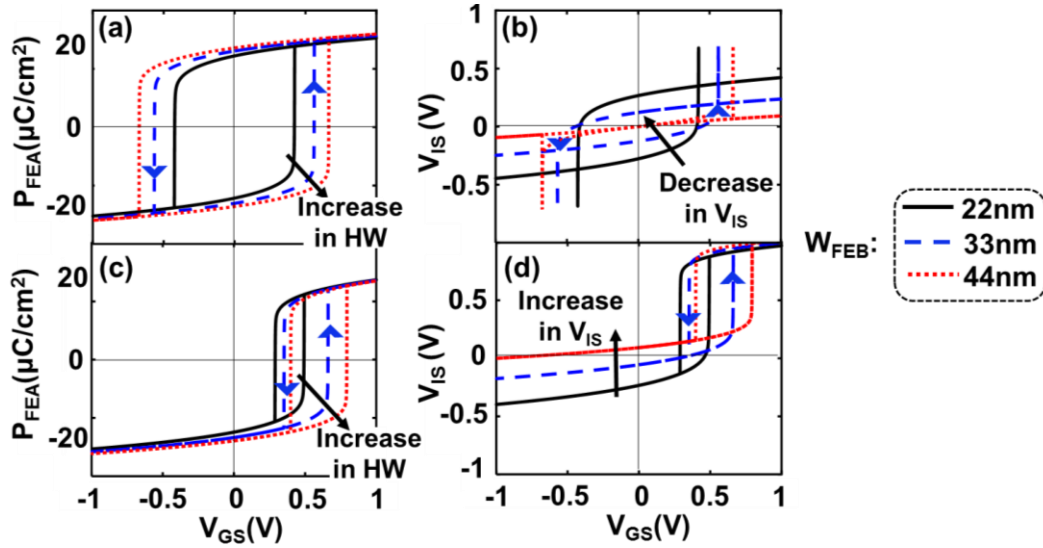 (a)
20
0
-20
P_FEA(μC/cm²)
Increase
in HW
(b)
1
0.5
0
-0.5
-1
V_IS(V)
Decrease
in V_IS
(c)
20
0
-20
P_FEA(μC/cm²)
Increase
in HW
-1 -0.5 0 0.5 1
V_GS(V)
(d)
0.5
0
-0.5
-1
V_IS(V)
Increase
in V_IS
-1 -0.5 0 0.5 1
V_GS(V)
W_FEB:
22nm
33nm
44nm